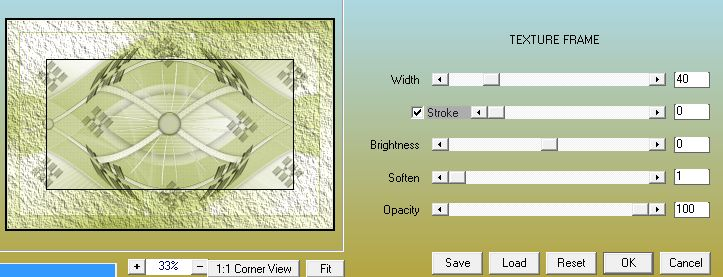 TEXTURE FRAME
Width 40
Stroke 0
Brightness 0
Soften 1
Opacity 100
+ 33% - 1:1 Corner View Fit
Save Load Reset OK Cancel